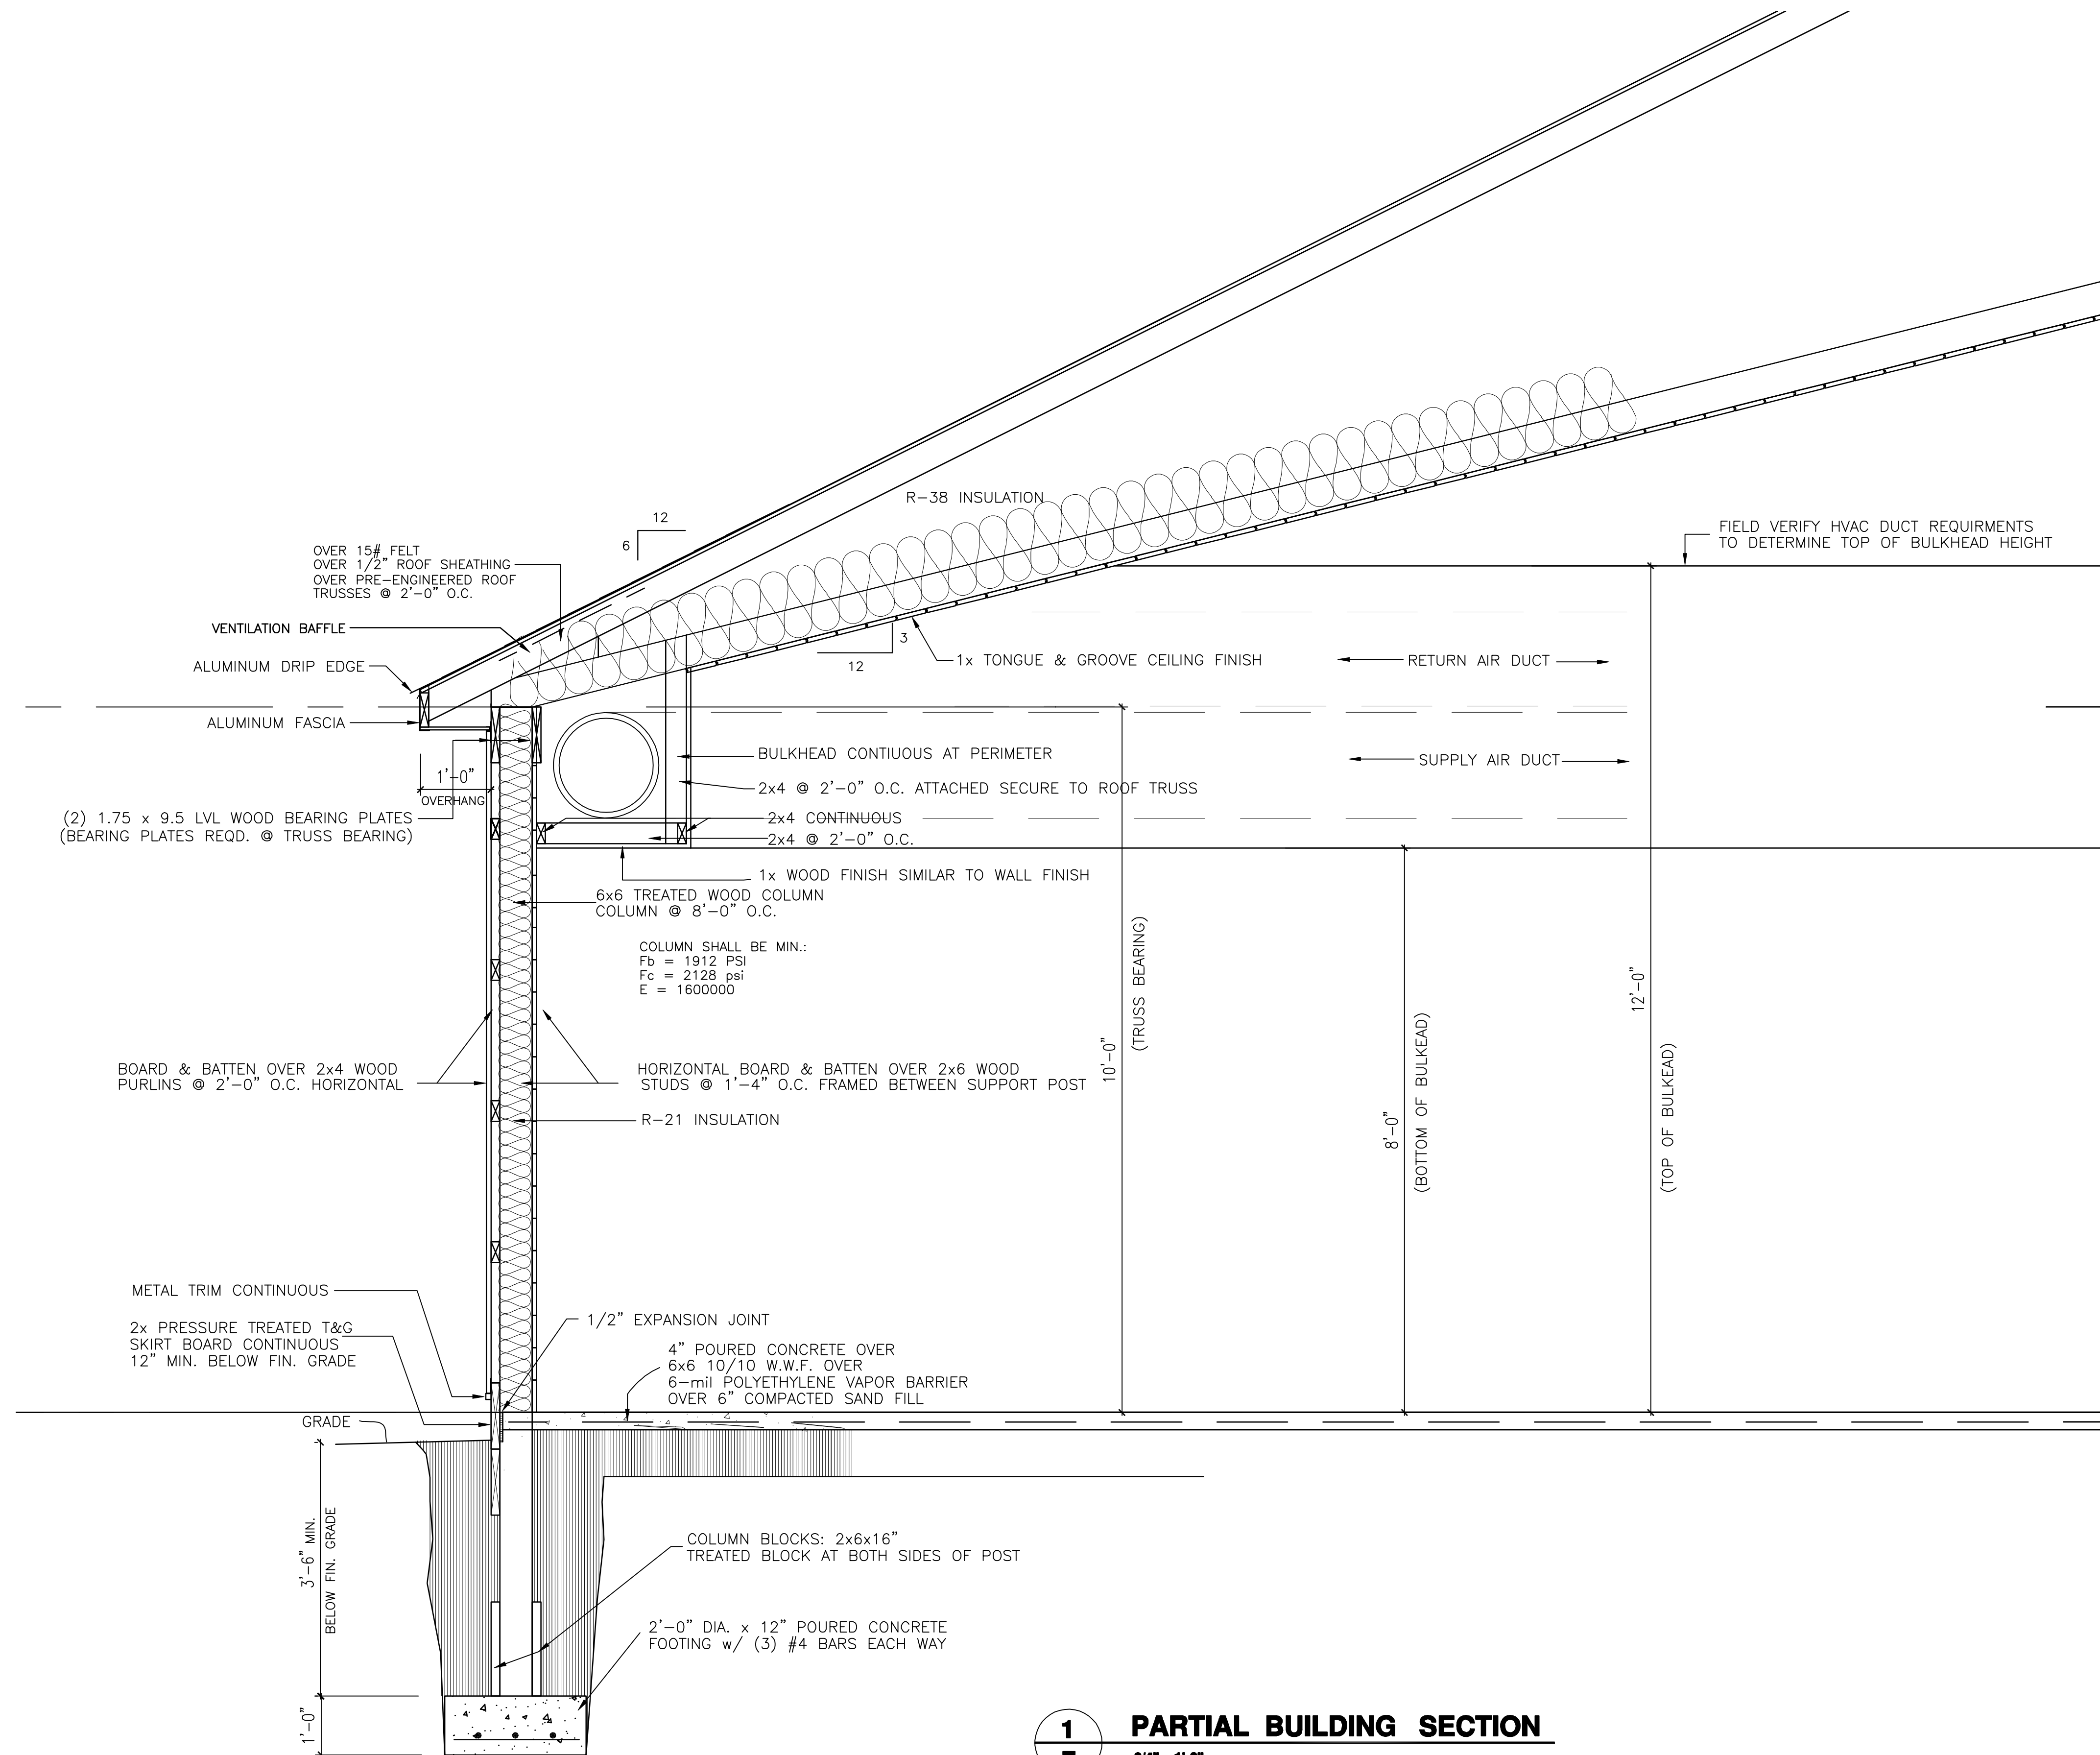 R-38 INSULATION
12
6
FIELD VERIFY HVAC DUCT REQUIRMENTS
TO DETERMINE TOP OF BULKHEAD HEIGHT
OVER 15# FELT
OVER 1/2" ROOF SHEATHING
OVER PRE-ENGINEERED ROOF
TRUSSES @ 2'-0" O.C.
VENTILATION BAFFLE
ALUMINUM DRIP EDGE
ALUMINUM FASCIA
3
12
1x TONGUE & GROOVE CEILING FINISH
RETURN AIR DUCT
SUPPLY AIR DUCT
1'-0"
OVERHANG
(2) 1.75 x 9.5 LVL WOOD BEARING PLATES
(BEARING PLATES REQD. @ TRUSS BEARING)
BULKHEAD CONTIUOUS AT PERIMETER
2x4 @ 2'-0" O.C. ATTACHED SECURE TO ROOF TRUSS
2x4 CONTINUOUS
2x4 @ 2'-0" O.C.
1x WOOD FINISH SIMILAR TO WALL FINISH
6x6 TREATED WOOD COLUMN
COLUMN @ 8'-0" O.C.
COLUMN SHALL BE MIN.:
Fb = 1912 PSI
Fc = 2128 psi
E = 1600000
10'-0"
(TRUSS BEARING)
8'-0"
(BOTTOM OF BULKEAD)
12'-0"
(TOP OF BULKEAD)
BOARD & BATTEN OVER 2x4 WOOD
PURLINS @ 2'-0" O.C. HORIZONTAL
HORIZONTAL BOARD & BATTEN OVER 2x6 WOOD
STUDS @ 1'-4" O.C. FRAMED BETWEEN SUPPORT POST
R-21 INSULATION
METAL TRIM CONTINUOUS
2x PRESSURE TREATED T&G
SKIRT BOARD CONTINUOUS
12" MIN. BELOW FIN. GRADE
1/2" EXPANSION JOINT
4" POURED CONCRETE OVER
6x6 10/10 W.W.F. OVER
6-mil POLYETHYLENE VAPOR BARRIER
OVER 6" COMPACTED SAND FILL
GRADE
3'-6" MIN.
BELOW FIN. GRADE
COLUMN BLOCKS: 2x6x16"
TREATED BLOCK AT BOTH SIDES OF POST
2'-0" DIA. x 12" POURED CONCRETE
FOOTING w/ (3) #4 BARS EACH WAY
1'-0"
1
PARTIAL BUILDING SECTION